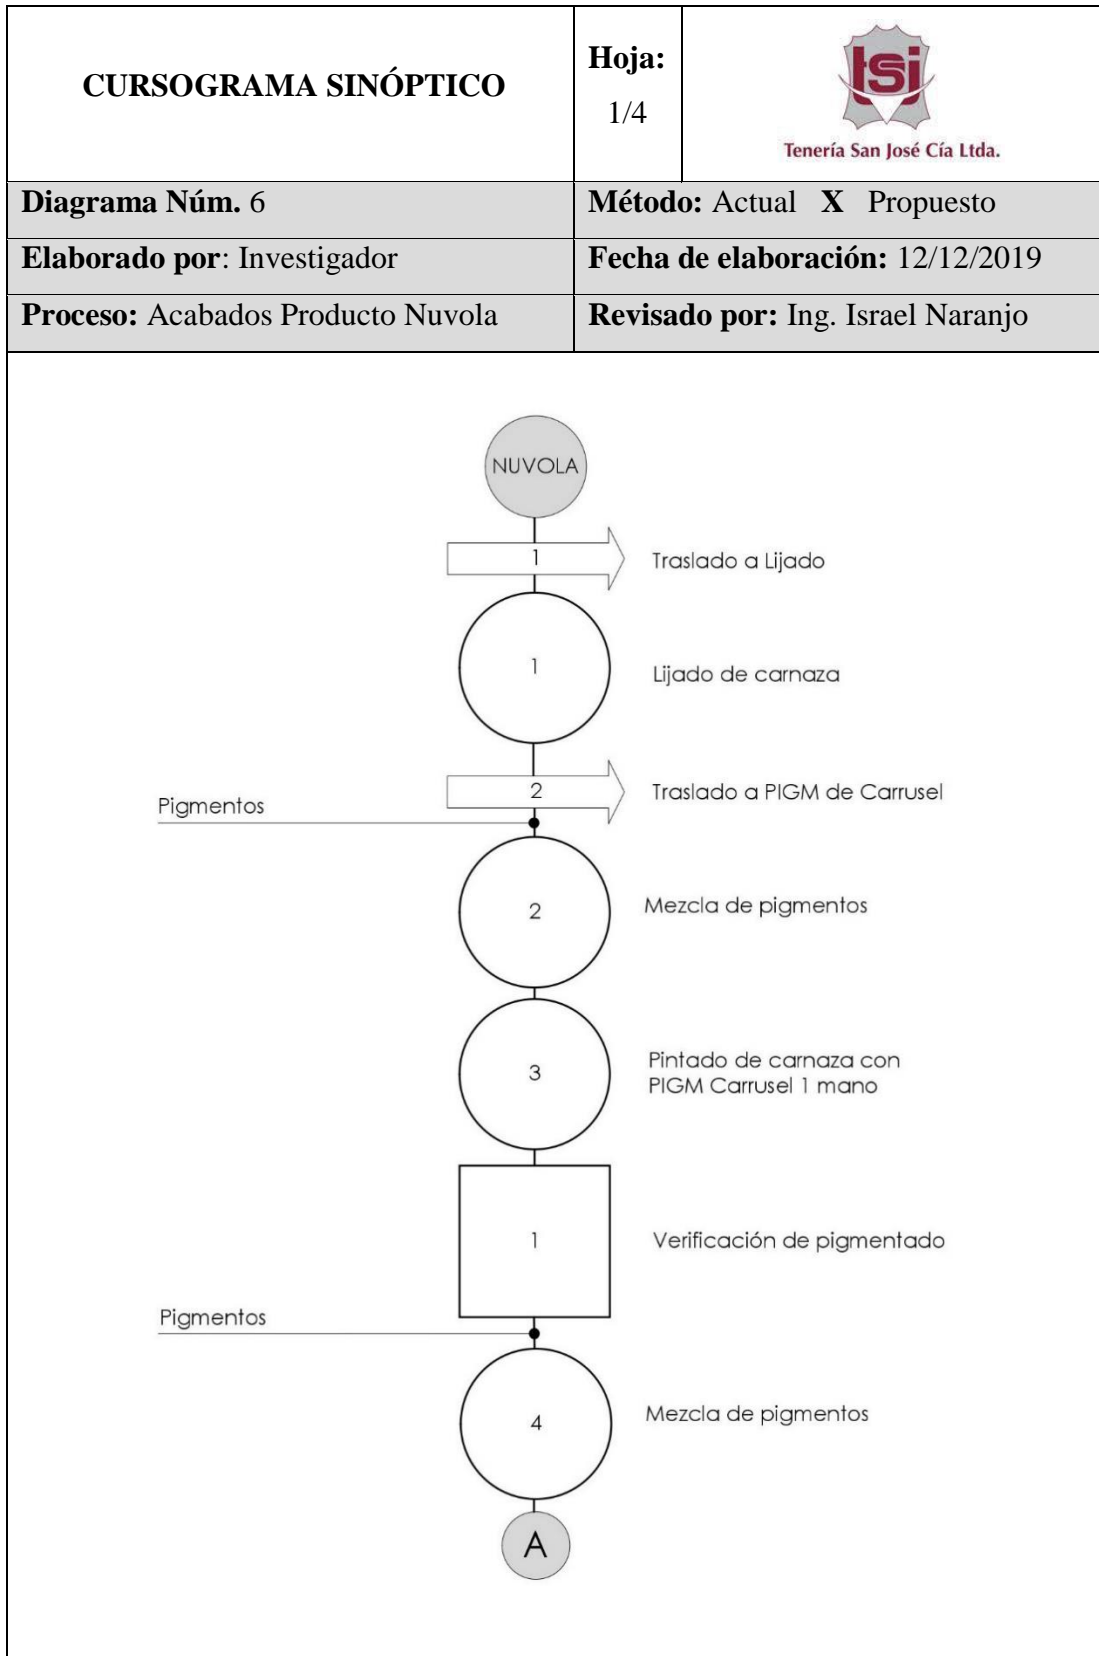 CURSOGRAMA SINÓPTICO
Hoja:
1/4
tsj
Tenería San José Cía Ltda.
Diagrama Núm. 6
Método: Actual X Propuesto
Elaborado por: Investigador
Fecha de elaboración: 12/12/2019
Proceso: Acabados Producto Nuvola
Revisado por: Ing. Israel Naranjo
NUVOLA
1
Traslado a Lijado
1
Lijado de carnaza
2
Traslado a PIGM de Carrusel
Pigmentos
2
Mezcla de pigmentos
3
Pintado de carnaza con
PIGM Carrusel 1 mano
1
Verificación de pigmentado
Pigmentos
4
Mezcla de pigmentos
A